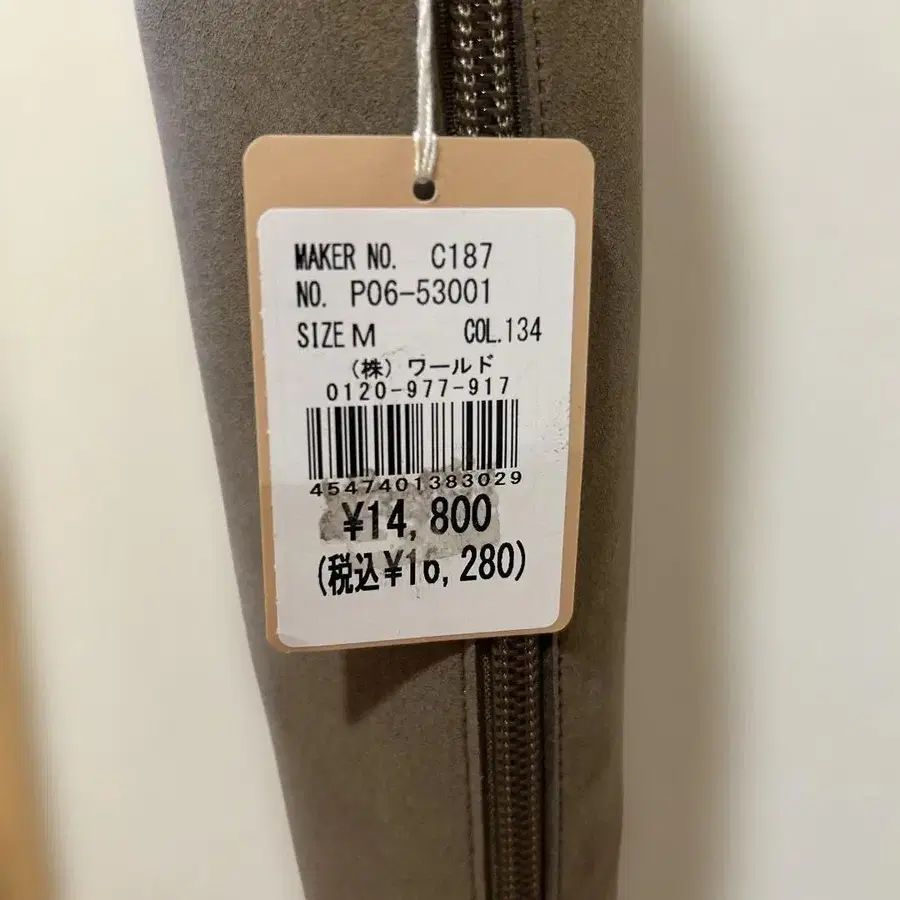 MAKER NO. C187
NO. P06-53001
SIZE M COL.134
(株) ワールド
0120-977-917
4547401383029
¥14,800
(税込¥16,280)